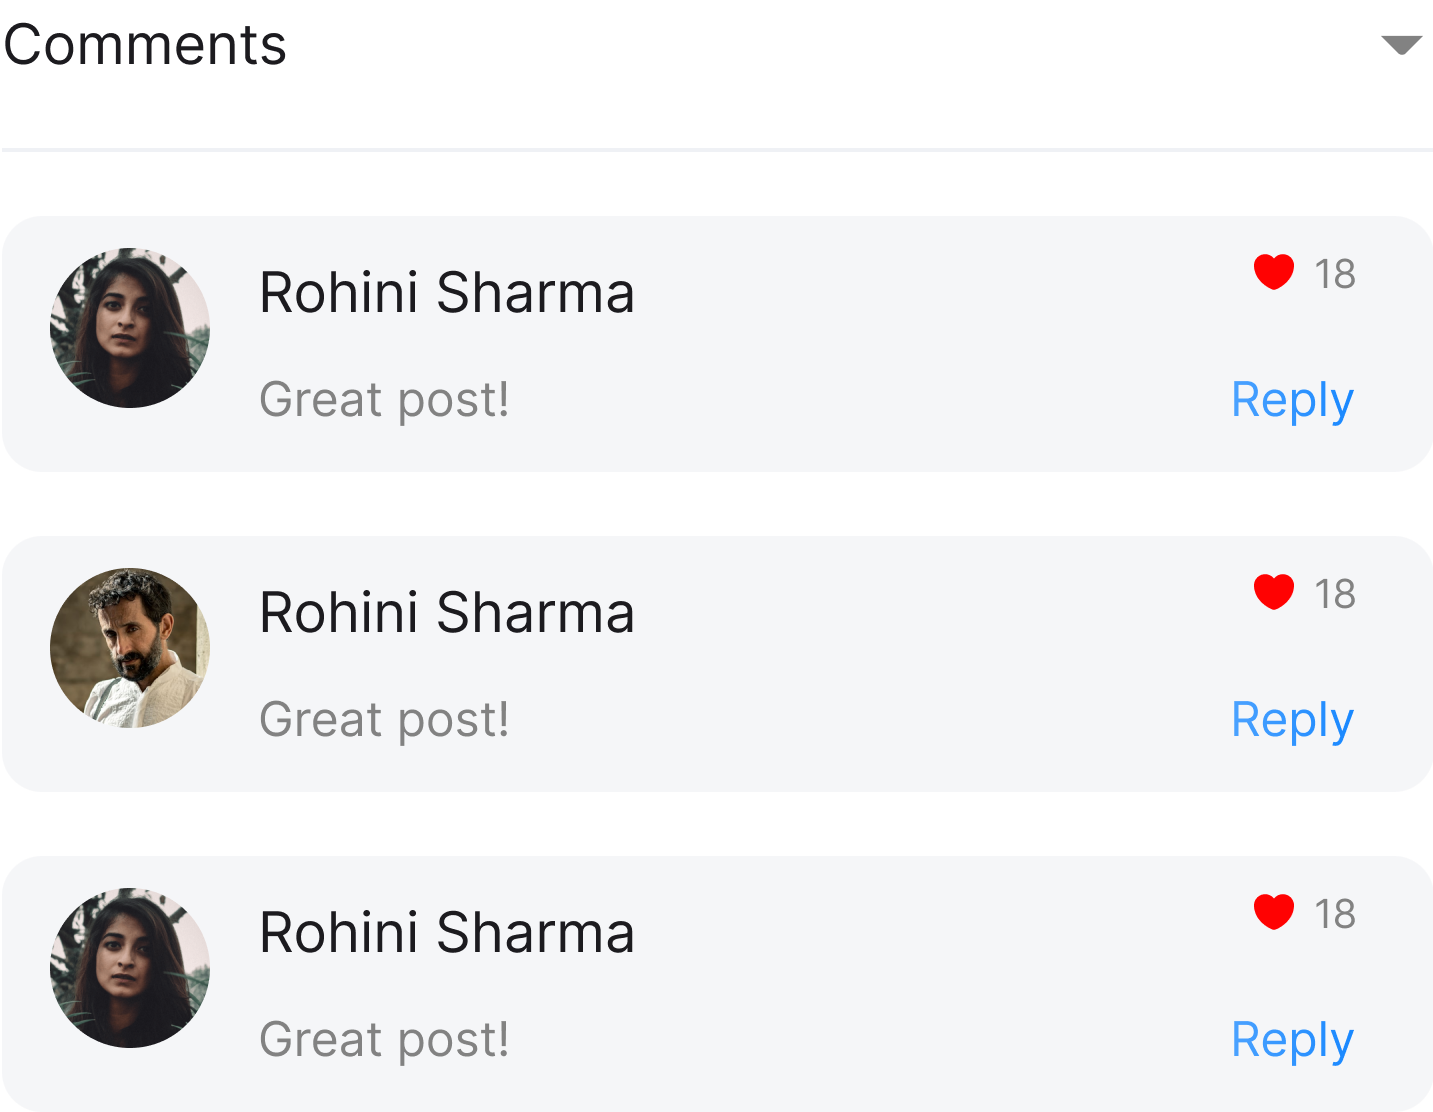 Comments
Rohini Sharma
18
Great post!
Reply
Rohini Sharma
18
Great post!
Reply
Rohini Sharma
18
Great post!
Reply